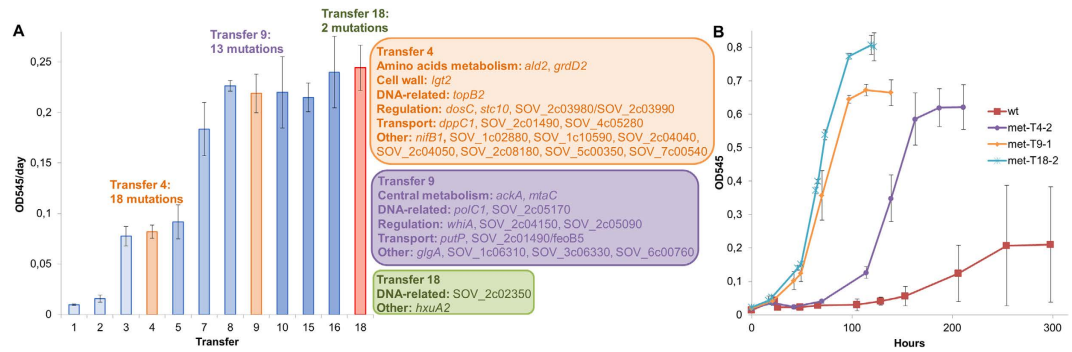 A
Transfer 18:
2 mutations
Transfer 9:
13 mutations
Transfer 4:
18 mutations
OD545/day
0,25
0,2
0,15
0,1
0,05
0
1 2 3 4 5 7 8 9 10 15 16 18
Transfer
Transfer 4
Amino acids metabolism: ald2, grdD2
Cell wall: lgt2
DNA-related: topB2
Regulation: dosC, stc10, SOV_2c03980/SOV_2c03990
Transport: dppC1, SOV_2c01490, SOV_4c05280
Other: nifB1, SOV_1c02880, SOV_1c10590, SOV_2c04040,
SOV_2c04050, SOV_2c08180, SOV_5c00350, SOV_7c00540
Transfer 9
Central metabolism: ackA, mtaC
DNA-related: polC1, SOV_2c05170
Regulation: whiA, SOV_2c04150, SOV_2c05090
Transport: putP, SOV_2c01490/feoB5
Other: glgA, SOV_1c06310, SOV_3c06330, SOV_6c00760
Transfer 18
DNA-related: SOV_2c02350
Other: hxuA2
B
OD545
0,8
0,7
0,6
0,5
0,4
0,3
0,2
0,1
0,0
0 100 200 300
Hours
wt
met-T4-2
met-T9-1
met-T18-2